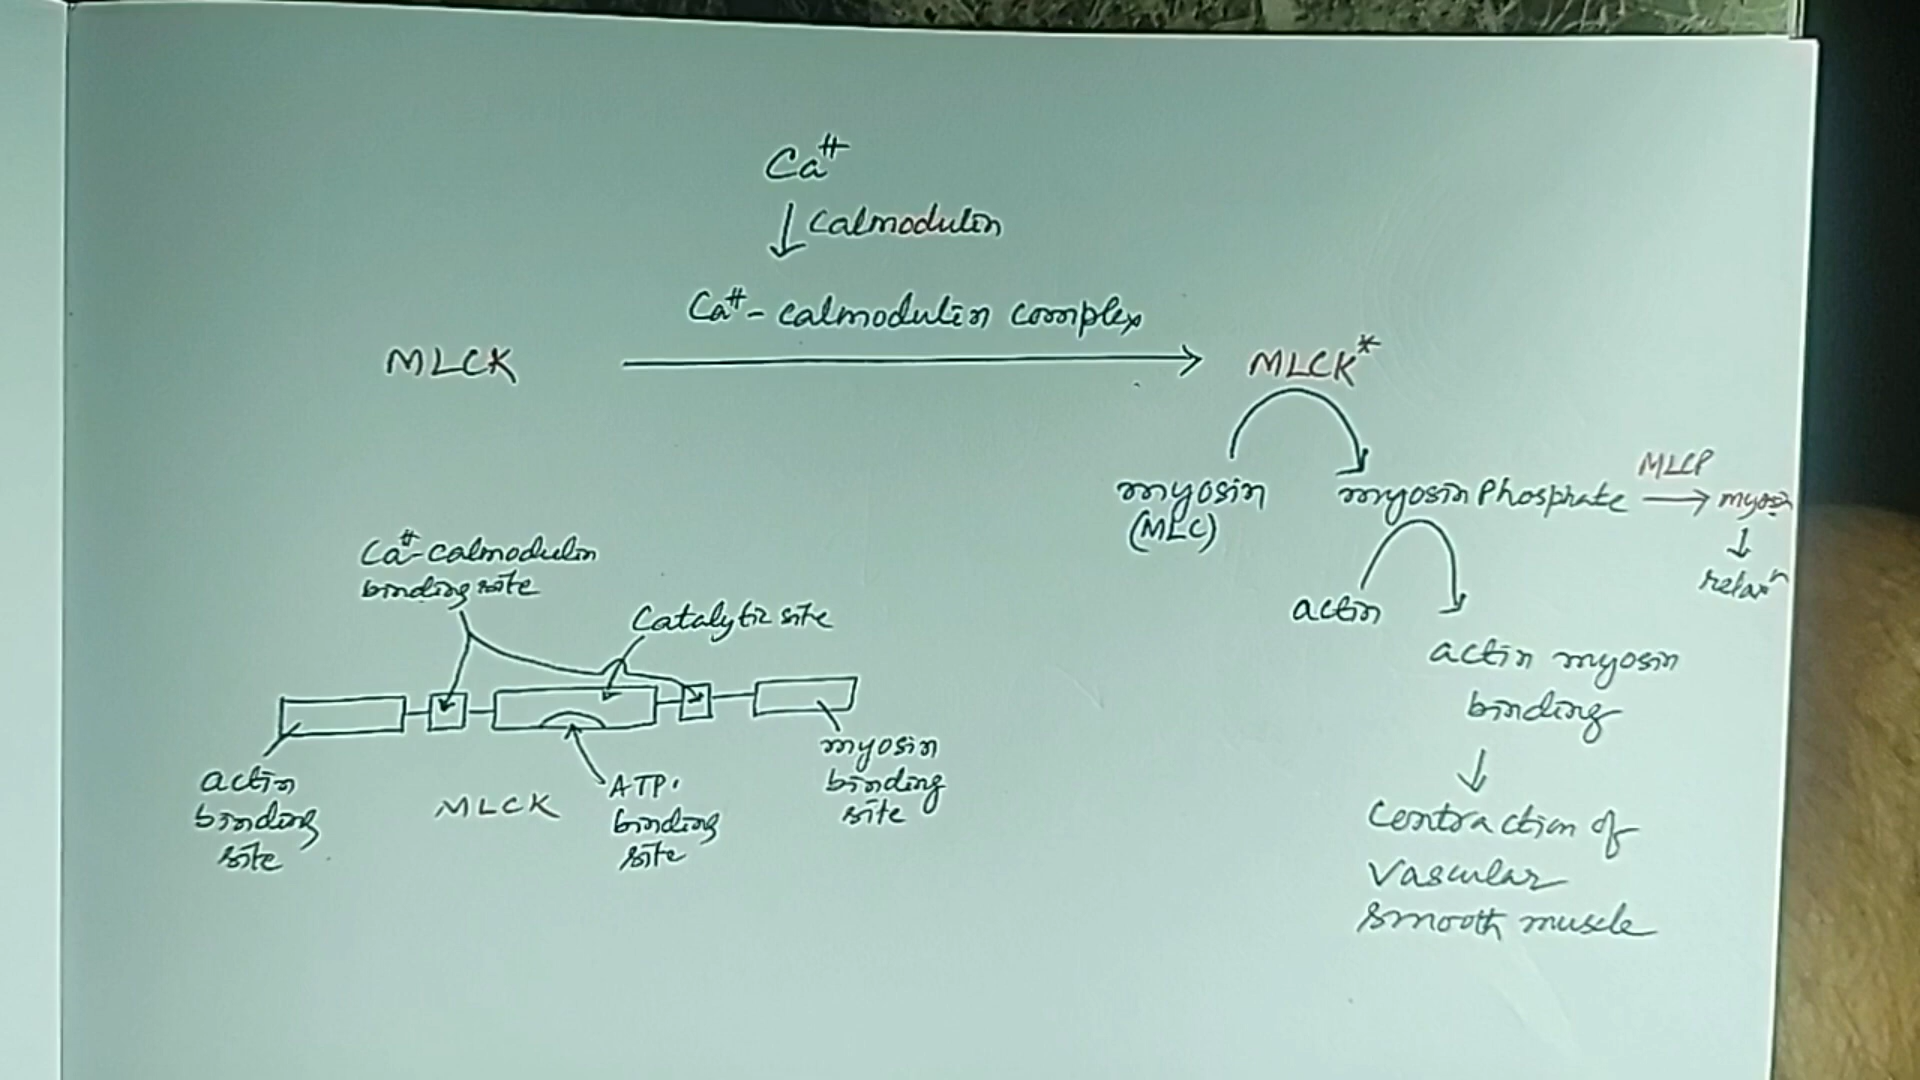 Ca++
↓ Calmodulin
Ca++- calmodulin complex
MLCK → MLCK*
myosin
(MLC)
myosin Phosphate
MLCP
→ myosin
↓
relaxn
actin
actin myosin
binding
↓
Contraction of
Vascular
smooth muscle
Ca++-calmodulin
binding site
Catalytic site
actin
binding
site
MLCK
ATP.
binding
site
myosin
binding
site